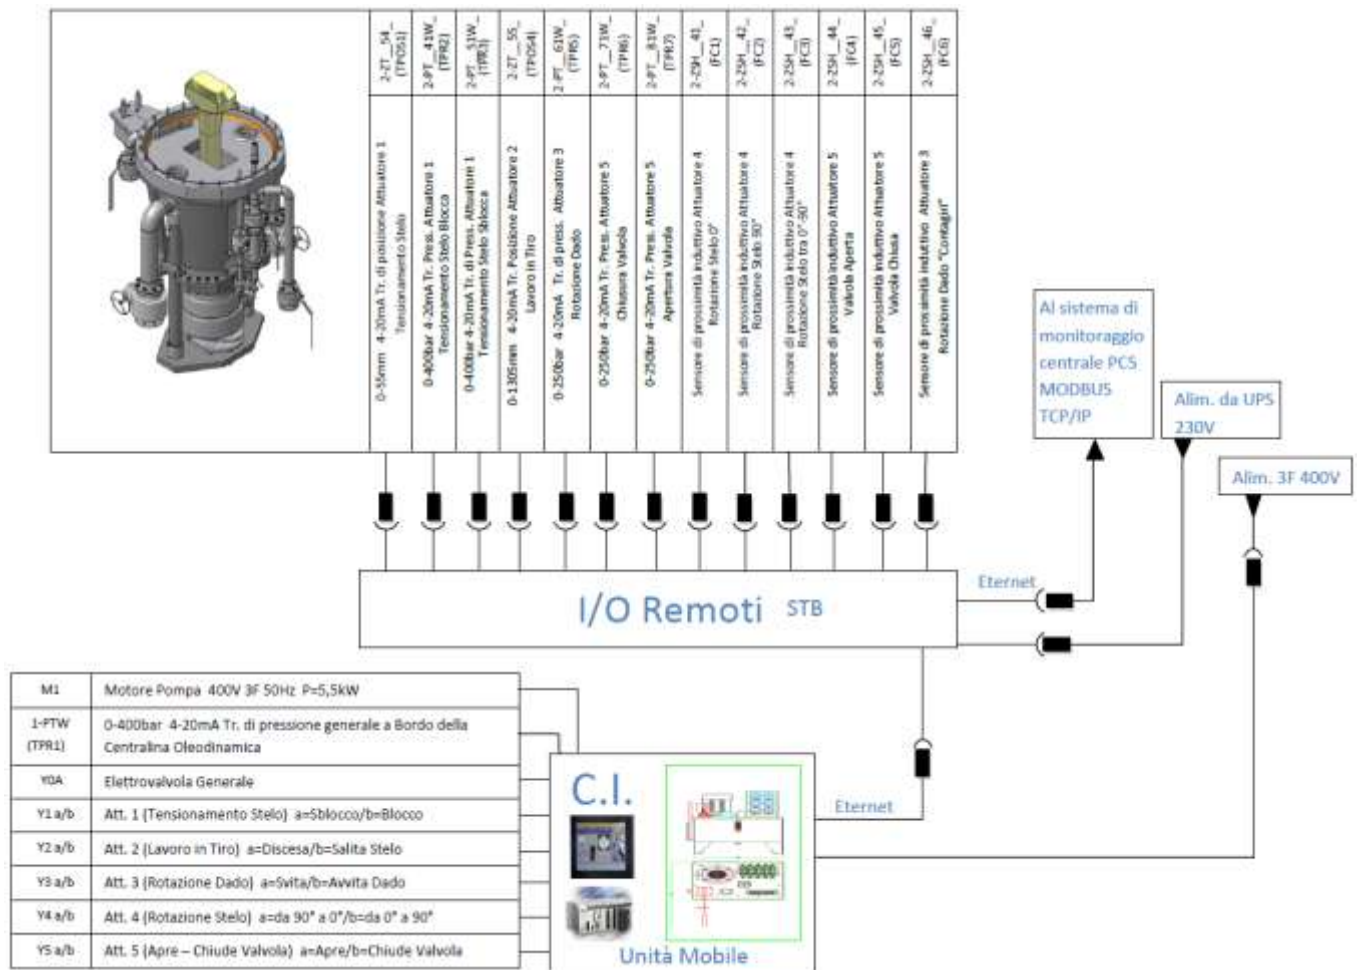 2-ZT__54_
(TPOS1)
0-55mm 4-20mA Tr. di posizione Attuatore 1
Tensionamento Stelo
2-PT__41W_
(TPR2)
0-400bar 4-20mA Tr. Press. Attuatore 1
Tensionamento Stelo Blocca
2-PT__51W_
(TPR3)
0-400bar 4-20mA Tr. di Press. Attuatore 1
Tensionamento Stelo Sblocca
2-ZT__55_
(TPOS4)
0-1305mm 4-20mA Tr. Posizione Attuatore 2
Lavoro in Tiro
2-PT__61W_
(TPR5)
0-250bar 4-20mA Tr. di press. Attuatore 3
Rotazione Dado
2-PT__71W_
(TPR6)
0-250bar 4-20mA Tr. Press. Attuatore 5
Chiusura Valvola
2-PT__81W_
(TPR7)
0-250bar 4-20mA Tr. Press. Attuatore 5
Apertura Valvola
2-ZSH__41_
(FC1)
Sensore di prossimità induttivo Attuatore 4
Rotazione Stelo 0°
2-ZSH__42_
(FC2)
Sensore di prossimità induttivo Attuatore 4
Rotazione Stelo 90°
2-ZSH__43_
(FC3)
Sensore di prossimità induttivo Attuatore 4
Rotazione Stelo tra 0°-90°
2-ZSH__44_
(FC4)
Sensore di prossimità induttivo Attuatore 5
Valvola Aperta
2-ZSH__45_
(FC5)
Sensore di prossimità induttivo Attuatore 5
Valvola Chiusa
2-ZSH__46_
(FC6)
Sensore di prossimità induttivo Attuatore 3
Rotazione Dado "Contagiri"
Al sistema di
monitoraggio
centrale PCS
MODBUS
TCP/IP
Alim. da UPS
230V
Alim. 3F 400V
Eternet
I/O Remoti STB
M1 Motore Pompa 400V 3F 50Hz P=5,5kW
1-PTW
(TPR1)
0-400bar 4-20mA Tr. di pressione generale a Bordo della
Centralina Oleodinamica
Y0A Elettrovalvola Generale
Y1 a/b Att. 1 (Tensionamento Stelo) a=Sblocco/b=Blocco
Y2 a/b Att. 2 (Lavoro in Tiro) a=Discesa/b=Salita Stelo
Y3 a/b Att. 3 (Rotazione Dado) a=Svita/b=Avvita Dado
Y4 a/b Att. 4 (Rotazione Stelo) a=da 90° a 0°/b=da 0° a 90°
Y5 a/b Att. 5 (Apre – Chiude Valvola) a=Apre/b=Chiude Valvola
C.I.
Unità Mobile
Eternet